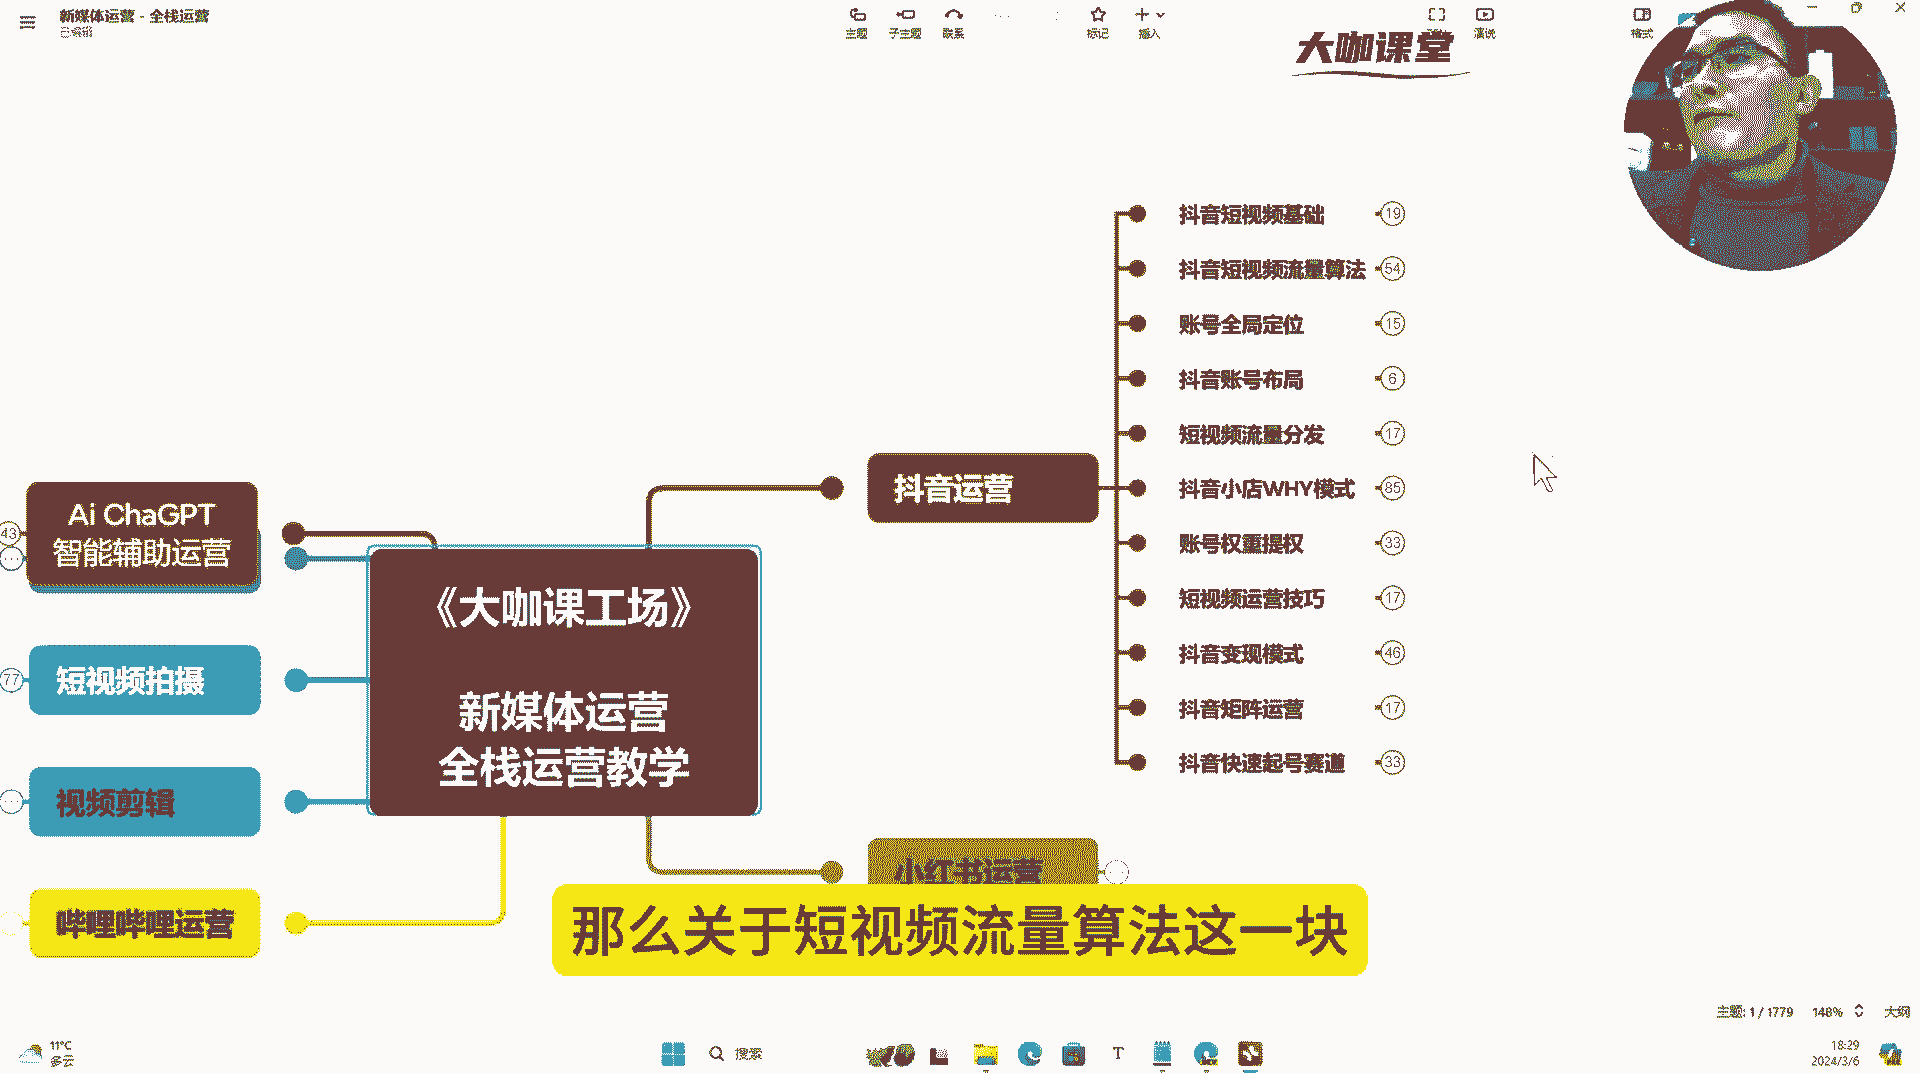 新媒体运营 - 全栈运营
已编辑
主题
子主题
联系
标记
插入
演说
格式
大咖课堂
抖音短视频基础 19
抖音短视频流量算法 54
账号全局定位 15
抖音账号布局 6
短视频流量分发 17
抖音运营
抖音小店WHY模式 85
账号权重提权 33
短视频运营技巧 17
抖音变现模式 46
抖音矩阵运营 17
抖音快速起号赛道 33
43
Ai ChaGPT
智能辅助运营
77
短视频拍摄
视频剪辑
哔哩哔哩运营
《大咖课工场》
新媒体运营
全栈运营教学
小红书运营
那么关于短视频流量算法这一块
主题: 1 / 1779
148%
大纲
11°C
多云
搜索
18:29
2024/3/6